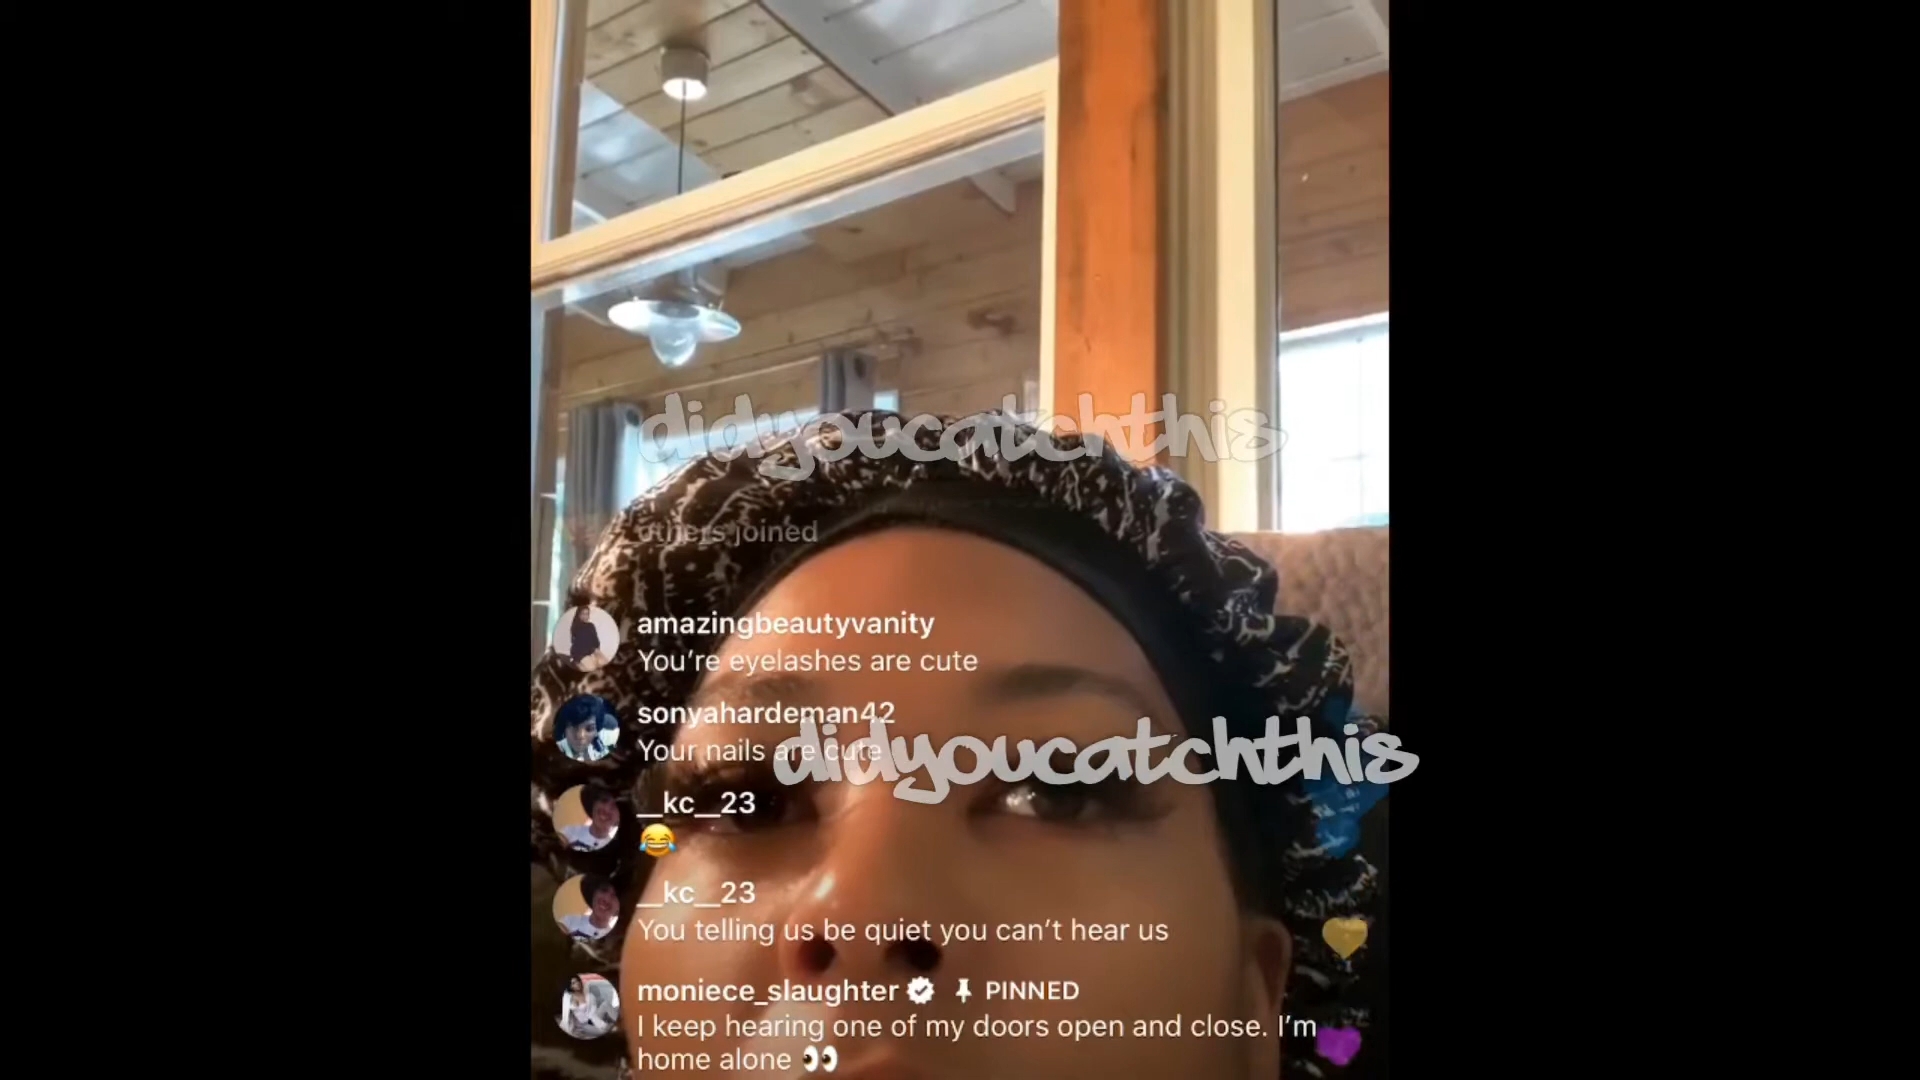 didyoucatchthis
others joined
amazingbeautyvanity
You’re eyelashes are cute
sonyahardeman42
Your nails are cute
didyoucatchthis
__kc__23
😂
__kc__23
You telling us be quiet you can’t hear us
moniece_slaughter PINNED
I keep hearing one of my doors open and close. I’m
home alone 👀